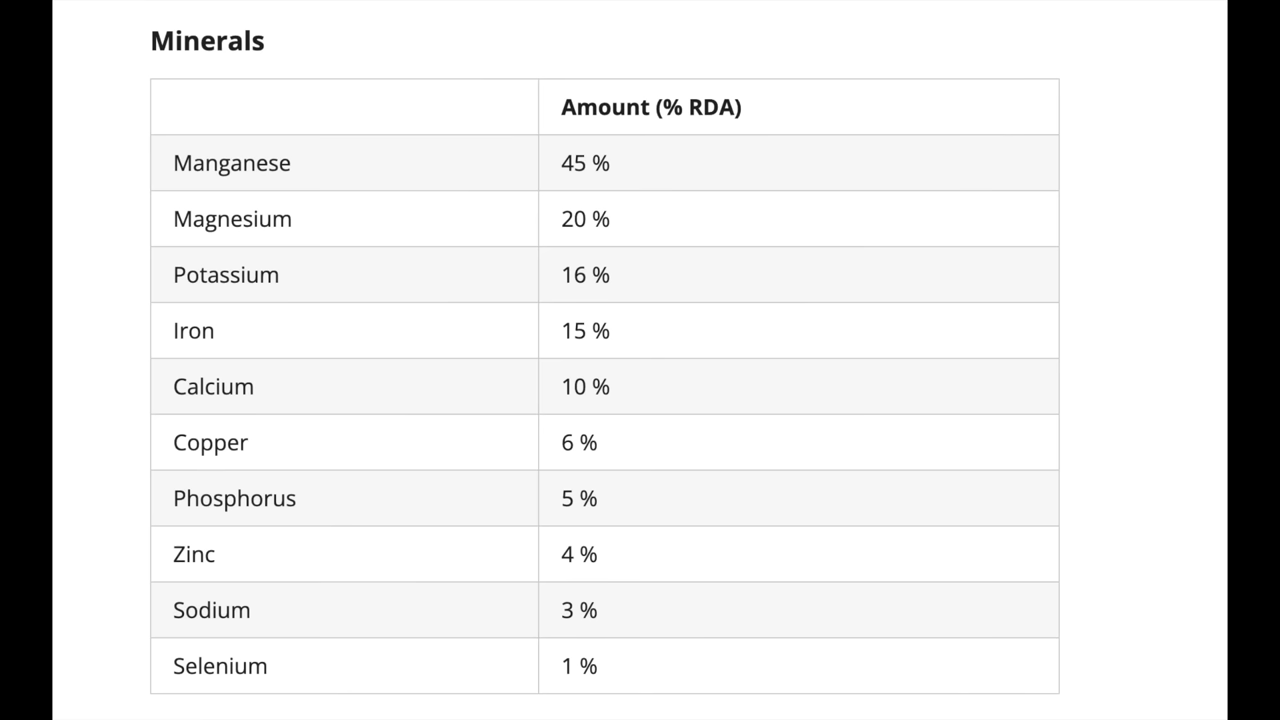 Minerals
Amount (% RDA)
Manganese 45 %
Magnesium 20 %
Potassium 16 %
Iron 15 %
Calcium 10 %
Copper 6 %
Phosphorus 5 %
Zinc 4 %
Sodium 3 %
Selenium 1 %